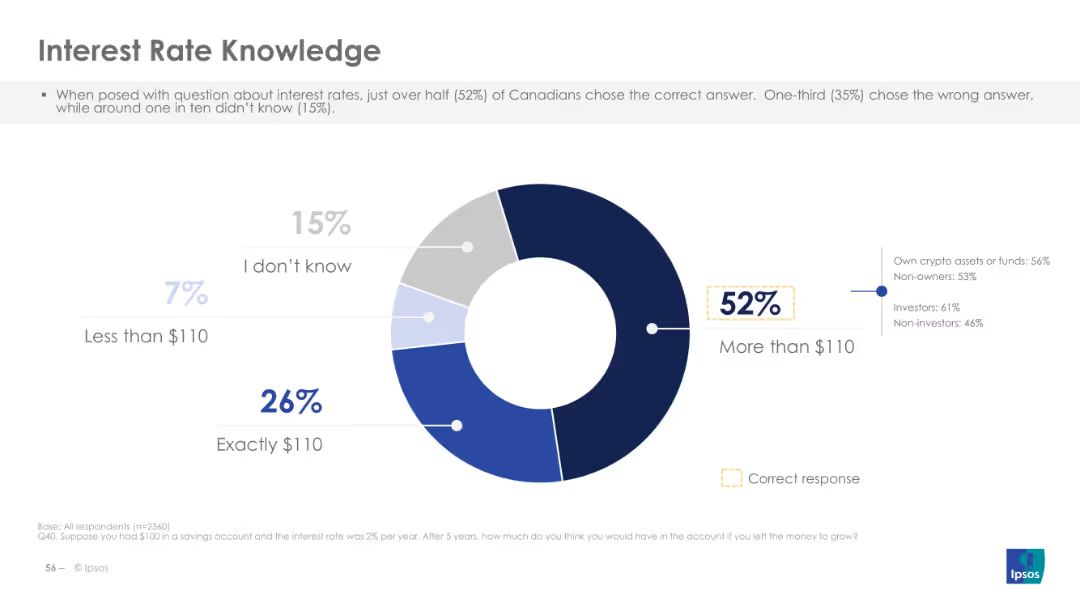 Interest Rate Knowledge
▪ When posed with question about interest rates, just over half (52%) of Canadians chose the correct answer. One-third (35%) chose the wrong answer,
while around one in ten didn't know (15%).
15%
I don't know
7%
Less than $110
26%
Exactly $110
52%
More than $110
Own crypto assets or funds: 56%
Non-owners: 53%
Investors: 61%
Non-investors: 46%
Correct response
Base: All respondents (n=2360)
Q40. Suppose you had $100 in a savings account and the interest rate was 2% per year. After 5 years, how much do you think you would have in the account if you left the money to grow?
56 – © Ipsos
Ipsos